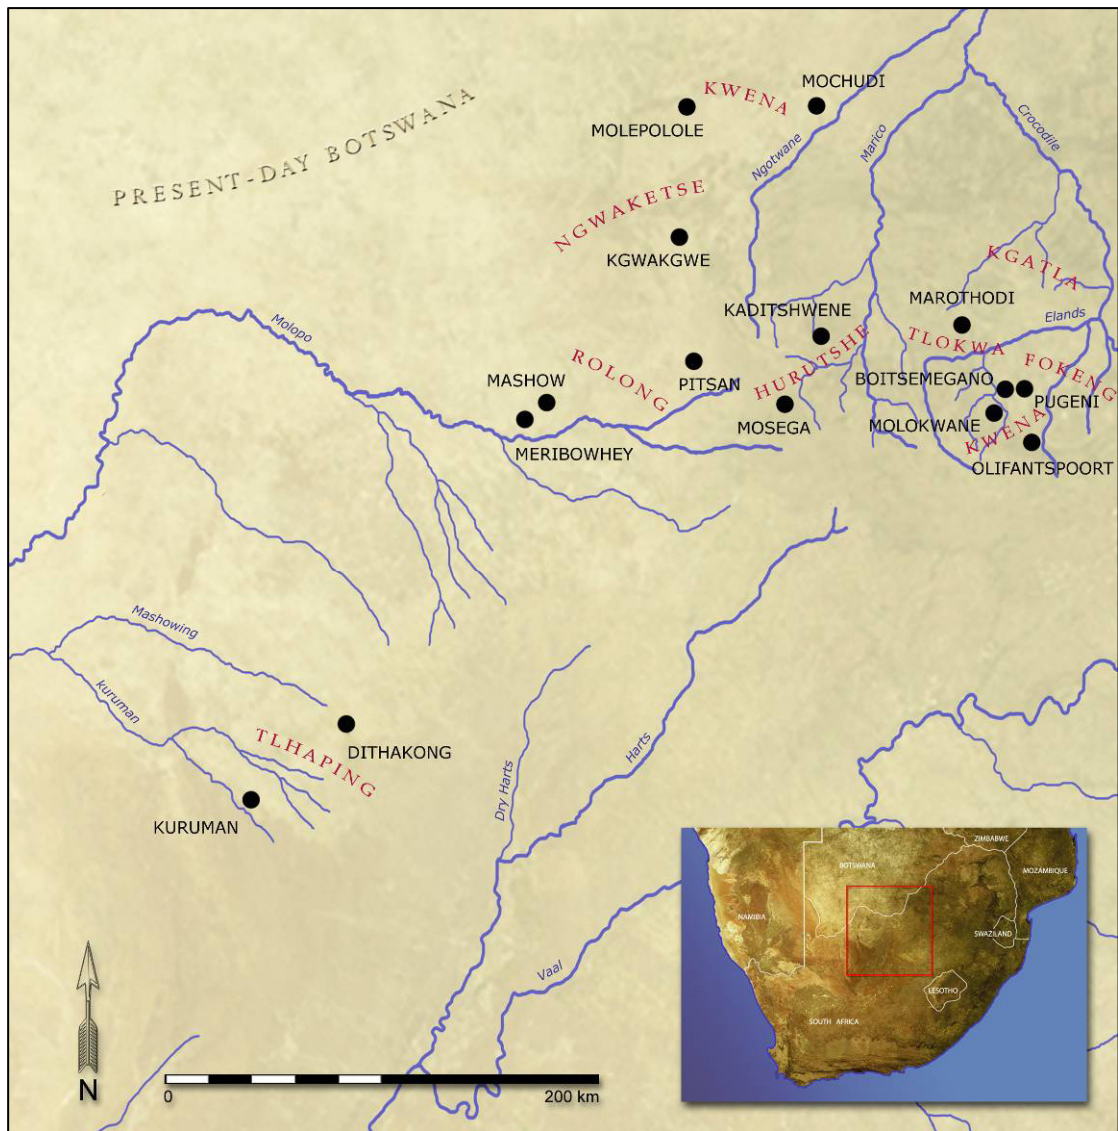 MOCHUDI
KWENA
MOLEPOLOLE
PRESENT-DAY BOTSWANA
Ngotwane
Marico
Crocodile
NGWAKETSE
KGWAKGWE
KGATLA
KADITSHWENE
MAROTHODI
Elands
Molopo
TLOKWA
FOKENG
HURUTSHE
ROLONG
PITSAN
BOITSEMEGANO
PUGENI
MASHOW
MOSEGA
MOLOKWANE
KWENA
MERIBOWHEY
OLIFANTSPOORT
Mashowing
kuruman
TLHAPING
DITHAKONG
KURUMAN
Dry Harts
Harts
Vaal
ZIMBABWE
BOTSWANA
MOZAMBIQUE
NAMIBIA
SWAZILAND
LESOTHO
SOUTH AFRICA
N
0
200 km